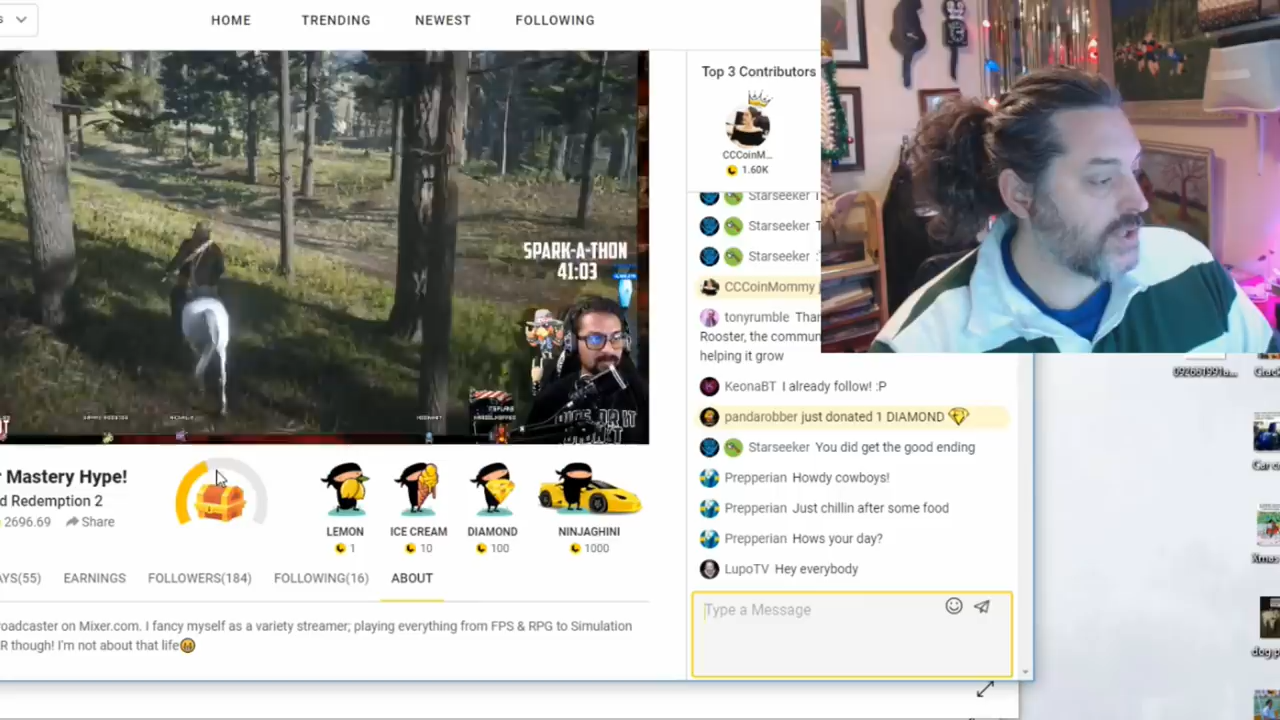 HOME
TRENDING
NEWEST
FOLLOWING
SPARK-A-THON
41:03
Top 3 Contributors
CCCoinM...
1.60K
Starseeker
Starseeker
Starseeker :
CCCoinMommy
tonyrumble
Rooster, the commun
helping it grow
KeonaBT I already follow! :P
pandarobber just donated 1 DIAMOND
Starseeker You did get the good ending
Prepperian Howdy cowboys!
Prepperian Just chillin after some food
Prepperian Hows your day?
LupoTV Hey everybody
Type a Message
r Mastery Hype!
d Redemption 2
2696.69 Share
LEMON
1
ICE CREAM
10
DIAMOND
100
NINJAGHINI
1000
AYS(55)
EARNINGS
FOLLOWERS(184)
FOLLOWING(16)
ABOUT
roadcaster on Mixer.com. I fancy myself as a variety streamer; playing everything from FPS & RPG to Simulation
R though! I'm not about that life